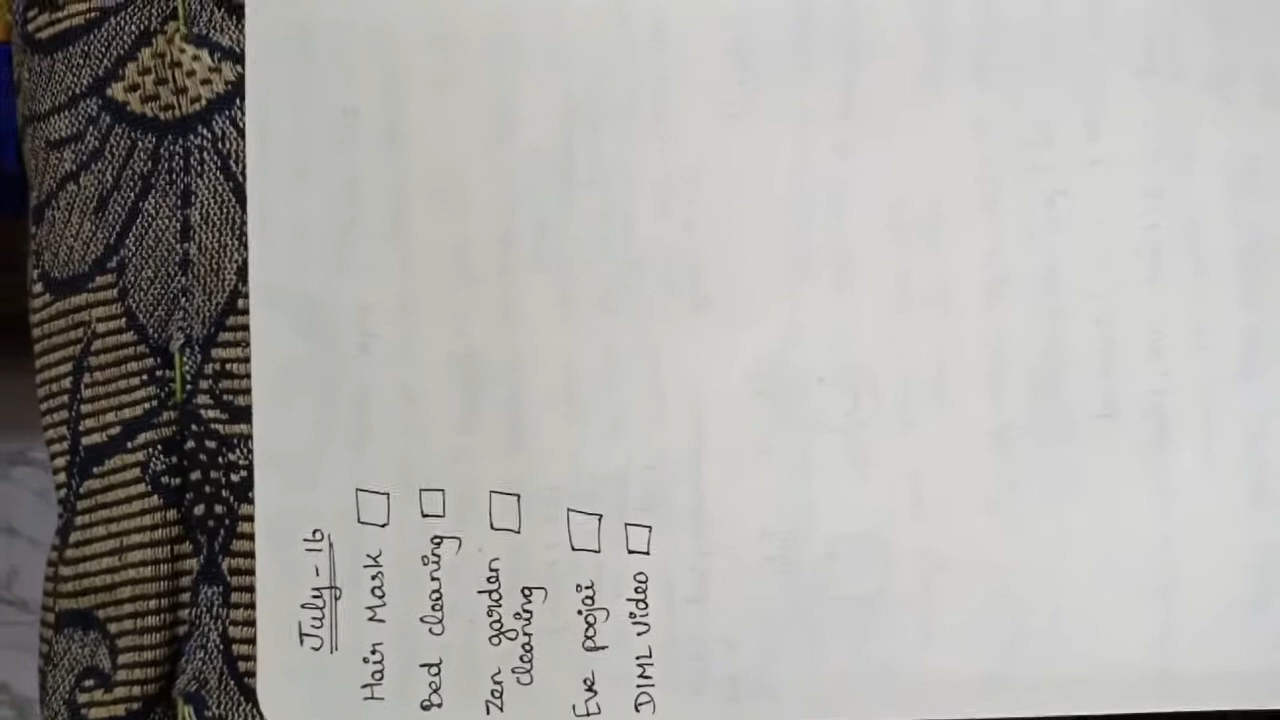 July - 16
Hair Mask
Bed cleaning
Zen garden
cleaning
Eve poojai
DIML video